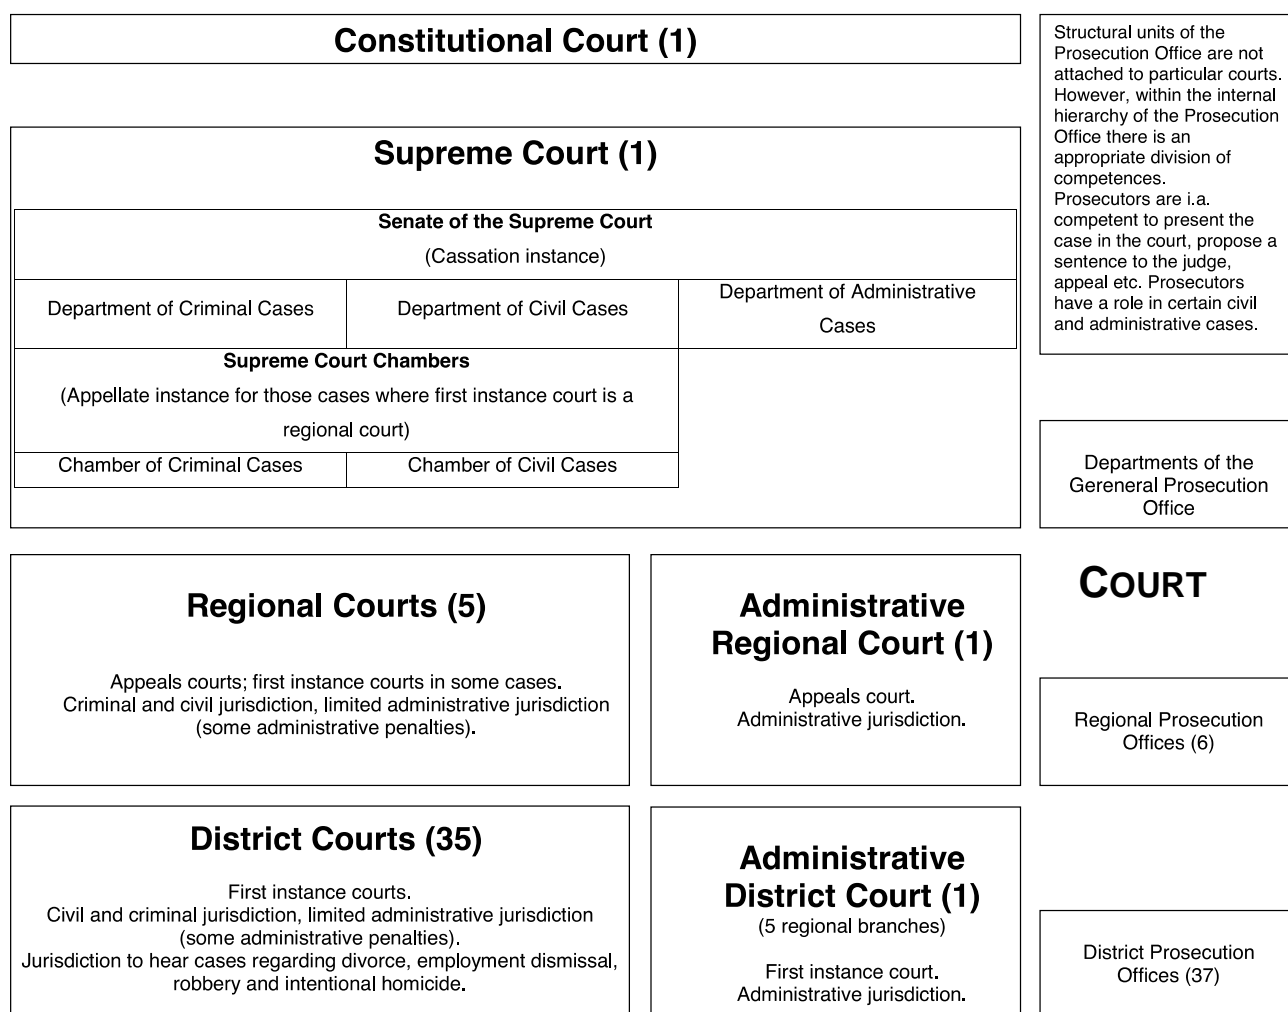 Constitutional Court (1)
Structural units of the
Prosecution Office are not
attached to particular courts.
However, within the internal
hierarchy of the Prosecution
Office there is an
appropriate division of
competences.
Prosecutors are i.a.
competent to present the
case in the court, propose a
sentence to the judge,
appeal etc. Prosecutors
have a role in certain civil
and administrative cases.
Supreme Court (1)
Senate of the Supreme Court
(Cassation instance)
Department of Criminal Cases
Department of Civil Cases
Department of Administrative
Cases
Supreme Court Chambers
(Appellate instance for those cases where first instance court is a
regional court)
Chamber of Criminal Cases
Chamber of Civil Cases
Departments of the
Gereneral Prosecution
Office
Regional Courts (5)
Appeals courts; first instance courts in some cases.
Criminal and civil jurisdiction, limited administrative jurisdiction
(some administrative penalties).
Administrative
Regional Court (1)
Appeals court.
Administrative jurisdiction.
COURT
Regional Prosecution
Offices (6)
District Courts (35)
First instance courts.
Civil and criminal jurisdiction, limited administrative jurisdiction
(some administrative penalties).
Jurisdiction to hear cases regarding divorce, employment dismissal,
robbery and intentional homicide.
Administrative
District Court (1)
(5 regional branches)
First instance court.
Administrative jurisdiction.
District Prosecution
Offices (37)